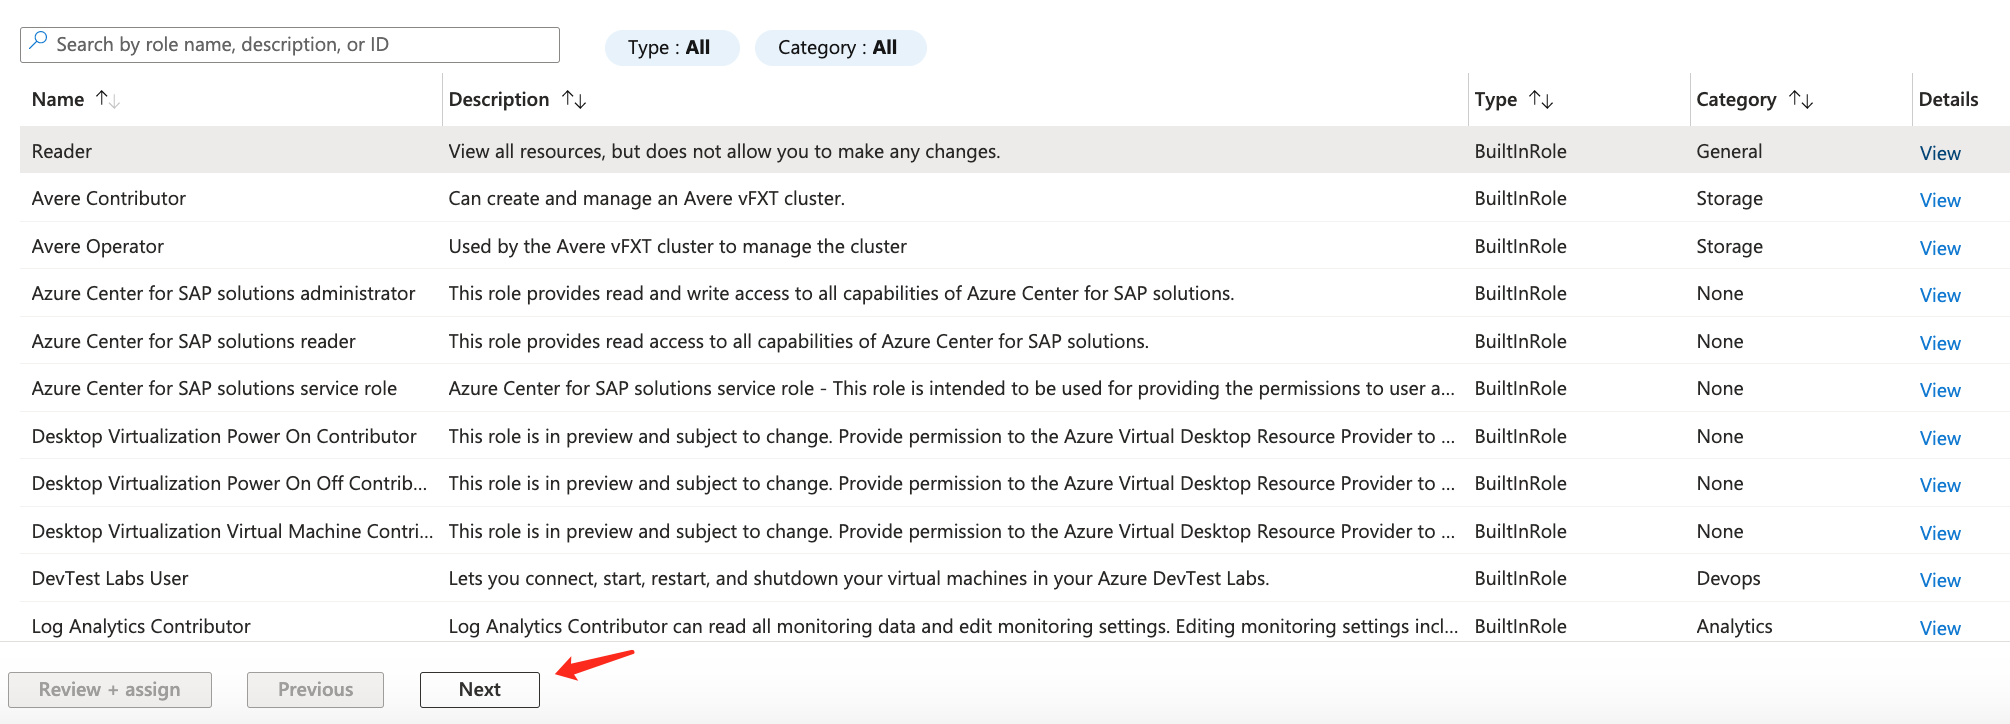 Search by role name, description, or ID Type : All Category : All
Name Description Type Category Details
Reader View all resources, but does not allow you to make any changes. BuiltInRole General View
Avere Contributor Can create and manage an Avere vFXT cluster. BuiltInRole Storage View
Avere Operator Used by the Avere vFXT cluster to manage the cluster BuiltInRole Storage View
Azure Center for SAP solutions administrator This role provides read and write access to all capabilities of Azure Center for SAP solutions. BuiltInRole None View
Azure Center for SAP solutions reader This role provides read access to all capabilities of Azure Center for SAP solutions. BuiltInRole None View
Azure Center for SAP solutions service role Azure Center for SAP solutions service role - This role is intended to be used for providing the permissions to user a... BuiltInRole None View
Desktop Virtualization Power On Contributor This role is in preview and subject to change. Provide permission to the Azure Virtual Desktop Resource Provider to ... BuiltInRole None View
Desktop Virtualization Power On Off Contrib... This role is in preview and subject to change. Provide permission to the Azure Virtual Desktop Resource Provider to ... BuiltInRole None View
Desktop Virtualization Virtual Machine Contri... This role is in preview and subject to change. Provide permission to the Azure Virtual Desktop Resource Provider to ... BuiltInRole None View
DevTest Labs User Lets you connect, start, restart, and shutdown your virtual machines in your Azure DevTest Labs. BuiltInRole Devops View
Log Analytics Contributor Log Analytics Contributor can read all monitoring data and edit monitoring settings. Editing monitoring settings incl... BuiltInRole Analytics View
Review + assign Previous Next